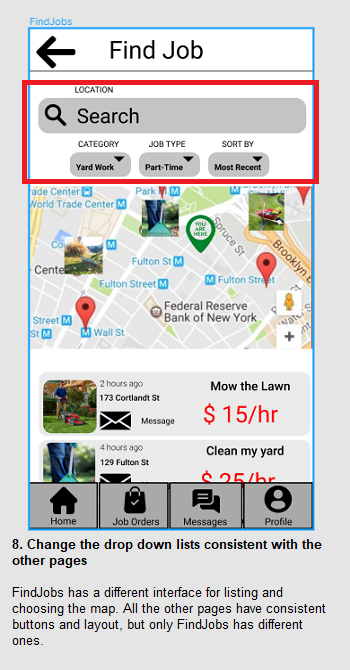 FindJobs
Find Job
LOCATION
Search
CATEGORY JOB TYPE SORT BY
Yard Work Part-Time Most Recent
rade Center M Park M
World Trade Center M
YOU ARE HERE
Spruce St
Brooklyn
Cente
Fulton St M
Fulton Street M
Fulton Street M
Federal Reserve
Bank of New York
Street M
St M
M Wall St
+
2 hours ago
Mow the Lawn
173 Cortlandt St
$ 15/hr
Message
4 hours ago
Clean my yard
129 Fulton St
$ 25/hr
Home Job Orders Messages Profile
8. Change the drop down lists consistent with the
other pages
FindJobs has a different interface for listing and
choosing the map. All the other pages have consistent
buttons and layout, but only FindJobs has different
ones.